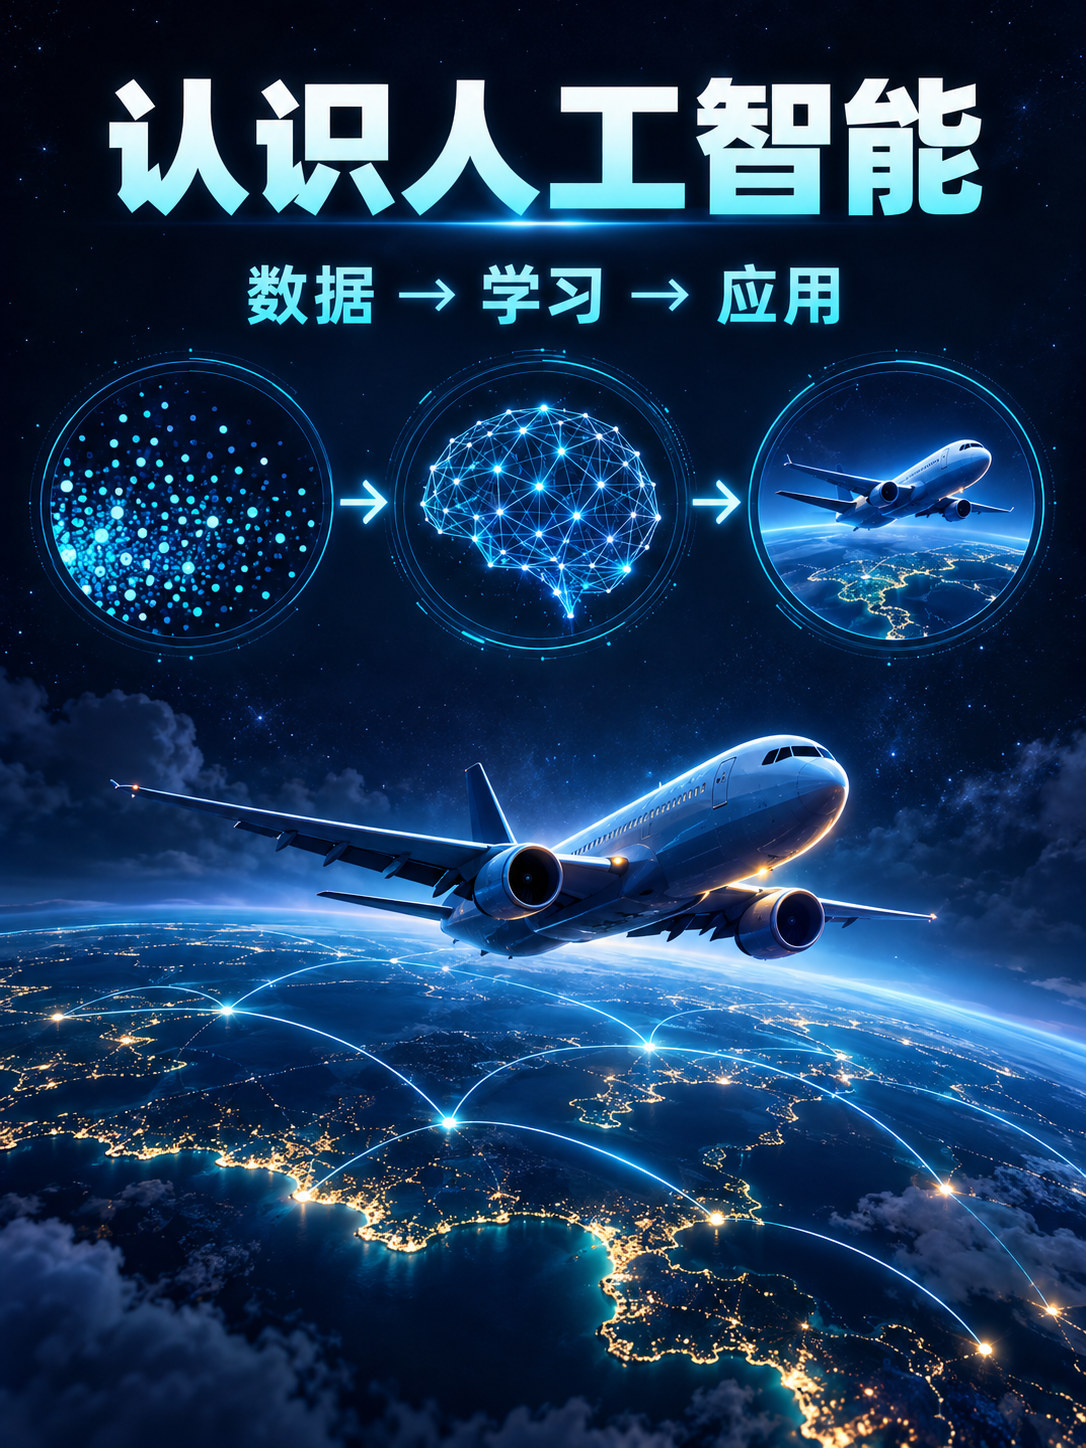 认识人工智能
数据 → 学习 → 应用